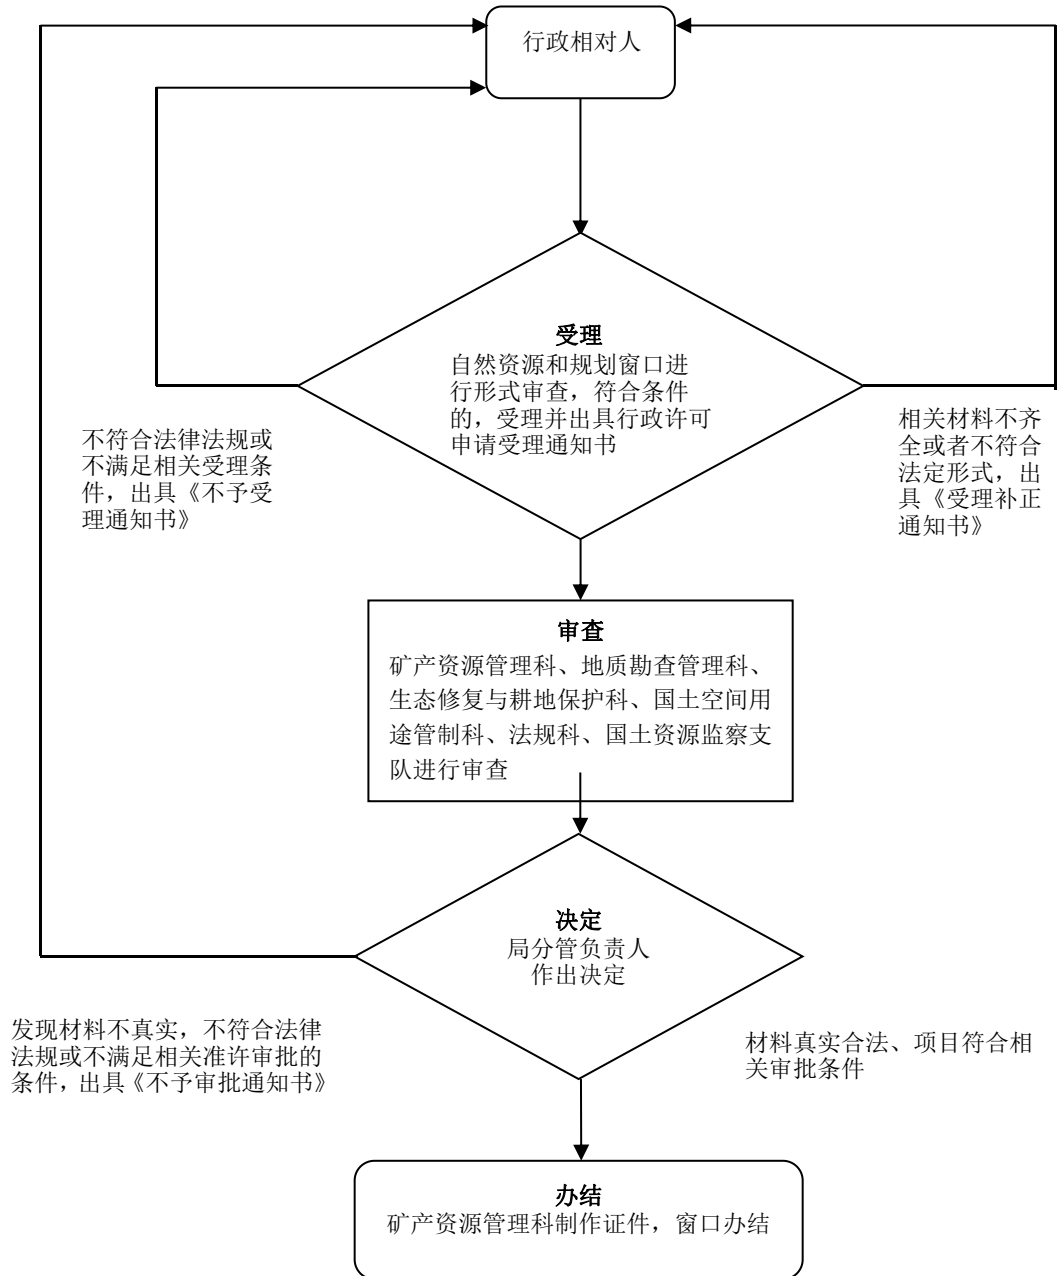 行政相对人
受理
自然资源和规划窗口进
行形式审查，符合条件
的，受理并出具行政许可
申请受理通知书
不符合法律法规或
不满足相关受理条
件，出具《不予受
理通知书》
相关材料不齐
全或者不符合
法定形式，出
具《受理补正
通知书》
审查
矿产资源管理科、地质勘查管理科、
生态修复与耕地保护科、国土空间用
途管制科、法规科、国土资源监察支
队进行审查
决定
局分管负责人
作出决定
发现材料不真实，不符合法律
法规或不满足相关准许审批的
条件，出具《不予审批通知书》
材料真实合法、项目符合相
关审批条件
办结
矿产资源管理科制作证件，窗口办结